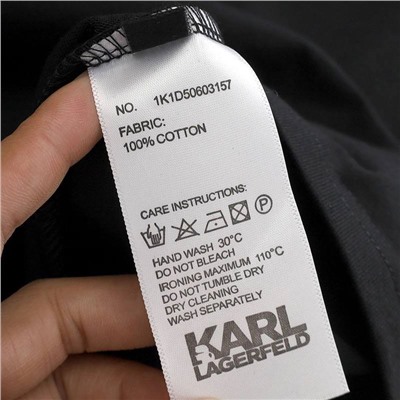 NO. 1K1D50603157
FABRIC:
100% COTTON
CARE INSTRUCTIONS:
P
HAND WASH 30°C
DO NOT BLEACH
IRONING MAXIMUM 110°C
DO NOT TUMBLE DRY
DRY CLEANING
WASH SEPARATELY
KARL
LAGERFELD